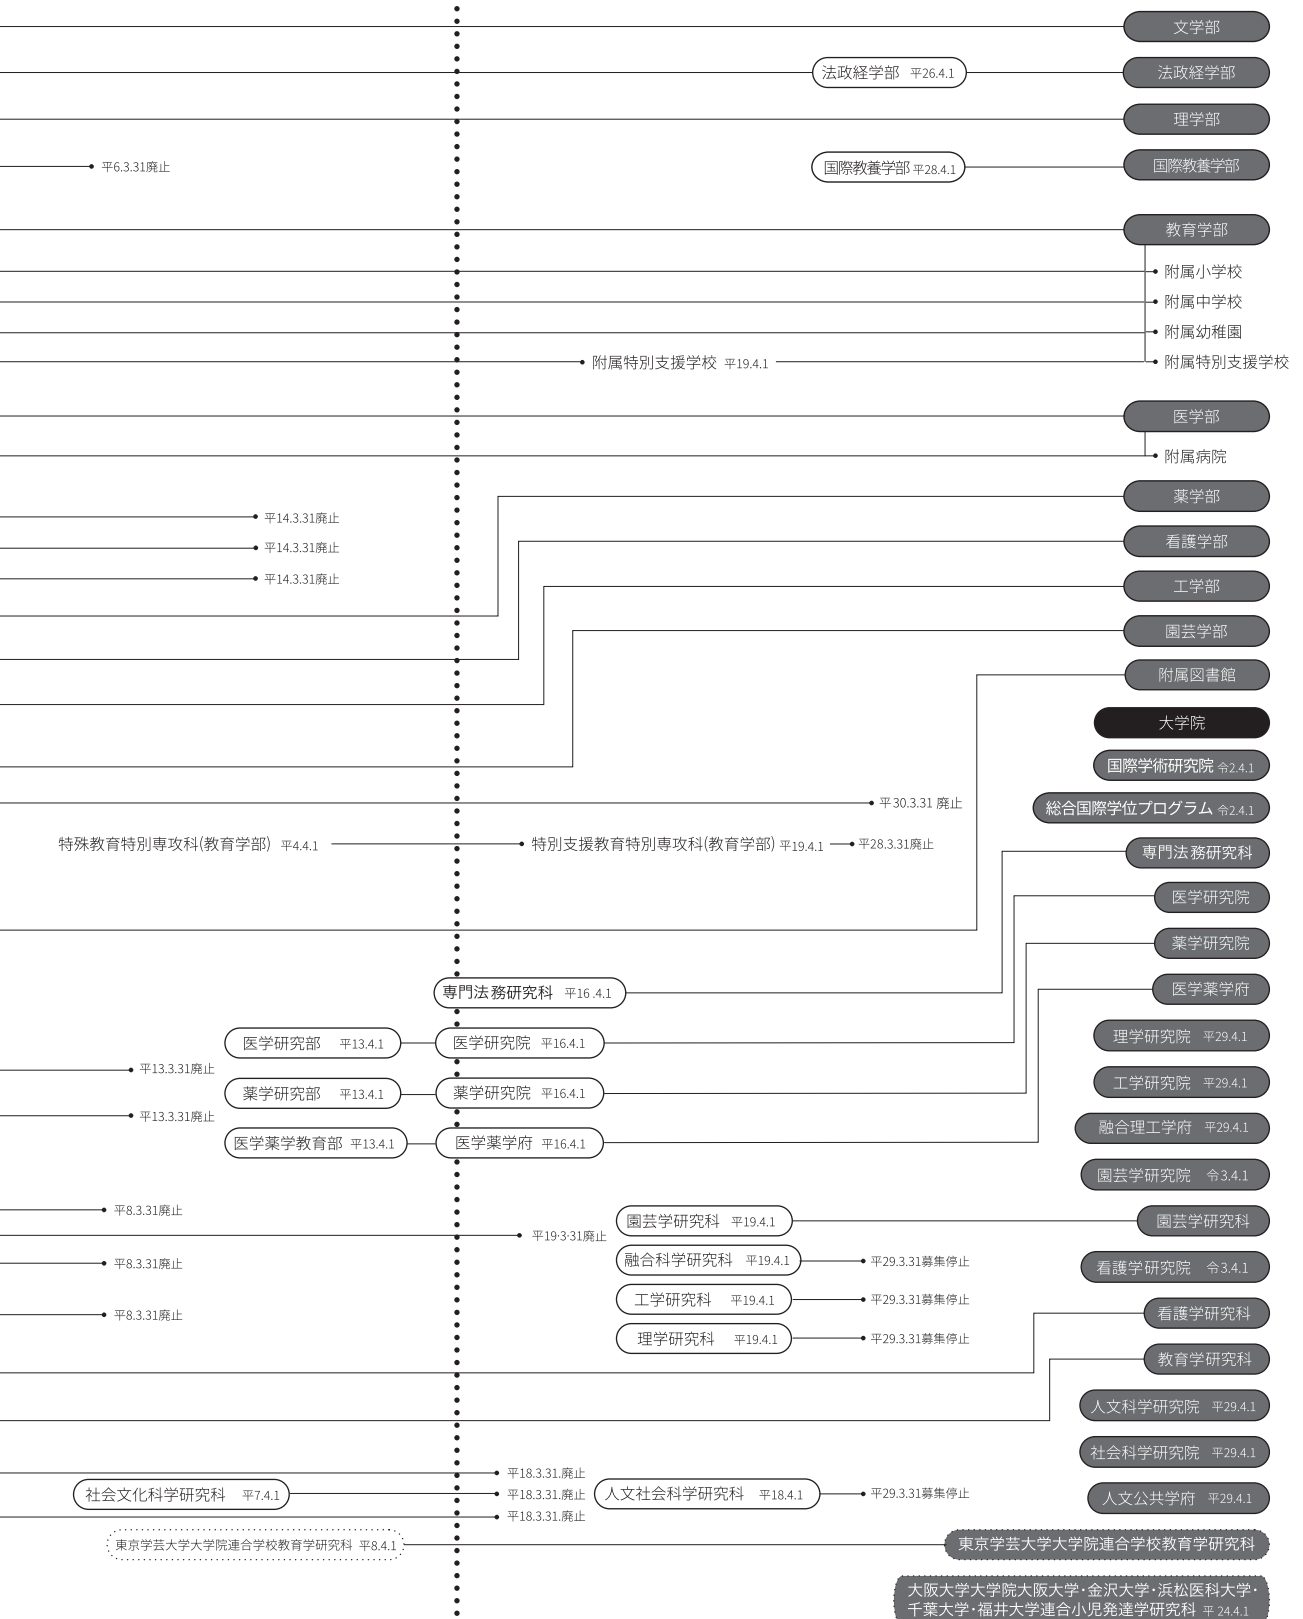 文学部
法政経学部 平26.4.1
法政経学部
理学部
平6.3.31廃止
国際教養学部 平28.4.1
国際教養学部
教育学部
附属小学校
附属中学校
附属幼稚園
附属特別支援学校 平19.4.1
附属特別支援学校
医学部
附属病院
薬学部
平14.3.31廃止
看護学部
平14.3.31廃止
平14.3.31廃止
工学部
園芸学部
附属図書館
大学院
国際学術研究院 令2.4.1
平30.3.31 廃止
総合国際学位プログラム 令2.4.1
特殊教育特別専攻科(教育学部) 平4.4.1
特別支援教育特別専攻科(教育学部) 平19.4.1
平28.3.31廃止
専門法務研究科
医学研究院
薬学研究院
専門法務研究科 平16 .4.1
医学薬学府
医学研究部 平13.4.1
医学研究院 平16.4.1
理学研究院 平29.4.1
平13.3.31廃止
薬学研究部 平13.4.1
薬学研究院 平16.4.1
工学研究院 平29.4.1
平13.3.31廃止
医学薬学教育部 平13.4.1
医学薬学府 平16.4.1
融合理工学府 平29.4.1
園芸学研究院 令3.4.1
平8.3.31廃止
園芸学研究科 平19.4.1
園芸学研究科
平19·3·31廃止
平8.3.31廃止
融合科学研究科 平19.4.1
平29.3.31募集停止
看護学研究院 令3.4.1
工学研究科 平19.4.1
平29.3.31募集停止
平8.3.31廃止
看護学研究科
理学研究科 平19.4.1
平29.3.31募集停止
教育学研究科
人文科学研究院 平29.4.1
社会科学研究院 平29.4.1
平18.3.31.廃止
社会文化科学研究科 平7.4.1
平18.3.31.廃止
人文社会科学研究科 平18.4.1
平29.3.31募集停止
人文公共学府 平29.4.1
平18.3.31.廃止
東京学芸大学大学院連合学校教育学研究科 平8.4.1
東京学芸大学大学院連合学校教育学研究科
大阪大学大学院大阪大学･金沢大学･浜松医科大学･
千葉大学･福井大学連合小児発達学研究科 平 24.4.1